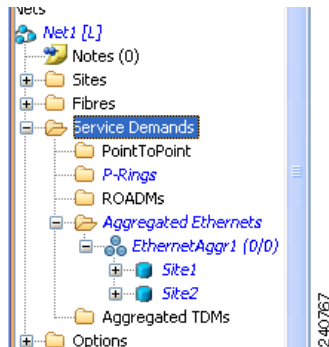 Nets
Net1 [L]
Notes (0)
Sites
Fibres
Service Demands
PointToPoint
P-Rings
ROADMs
Aggregated Ethernets
EthernetAggr1 (0/0)
Site1
Site2
Aggregated TDMs
Options
240767